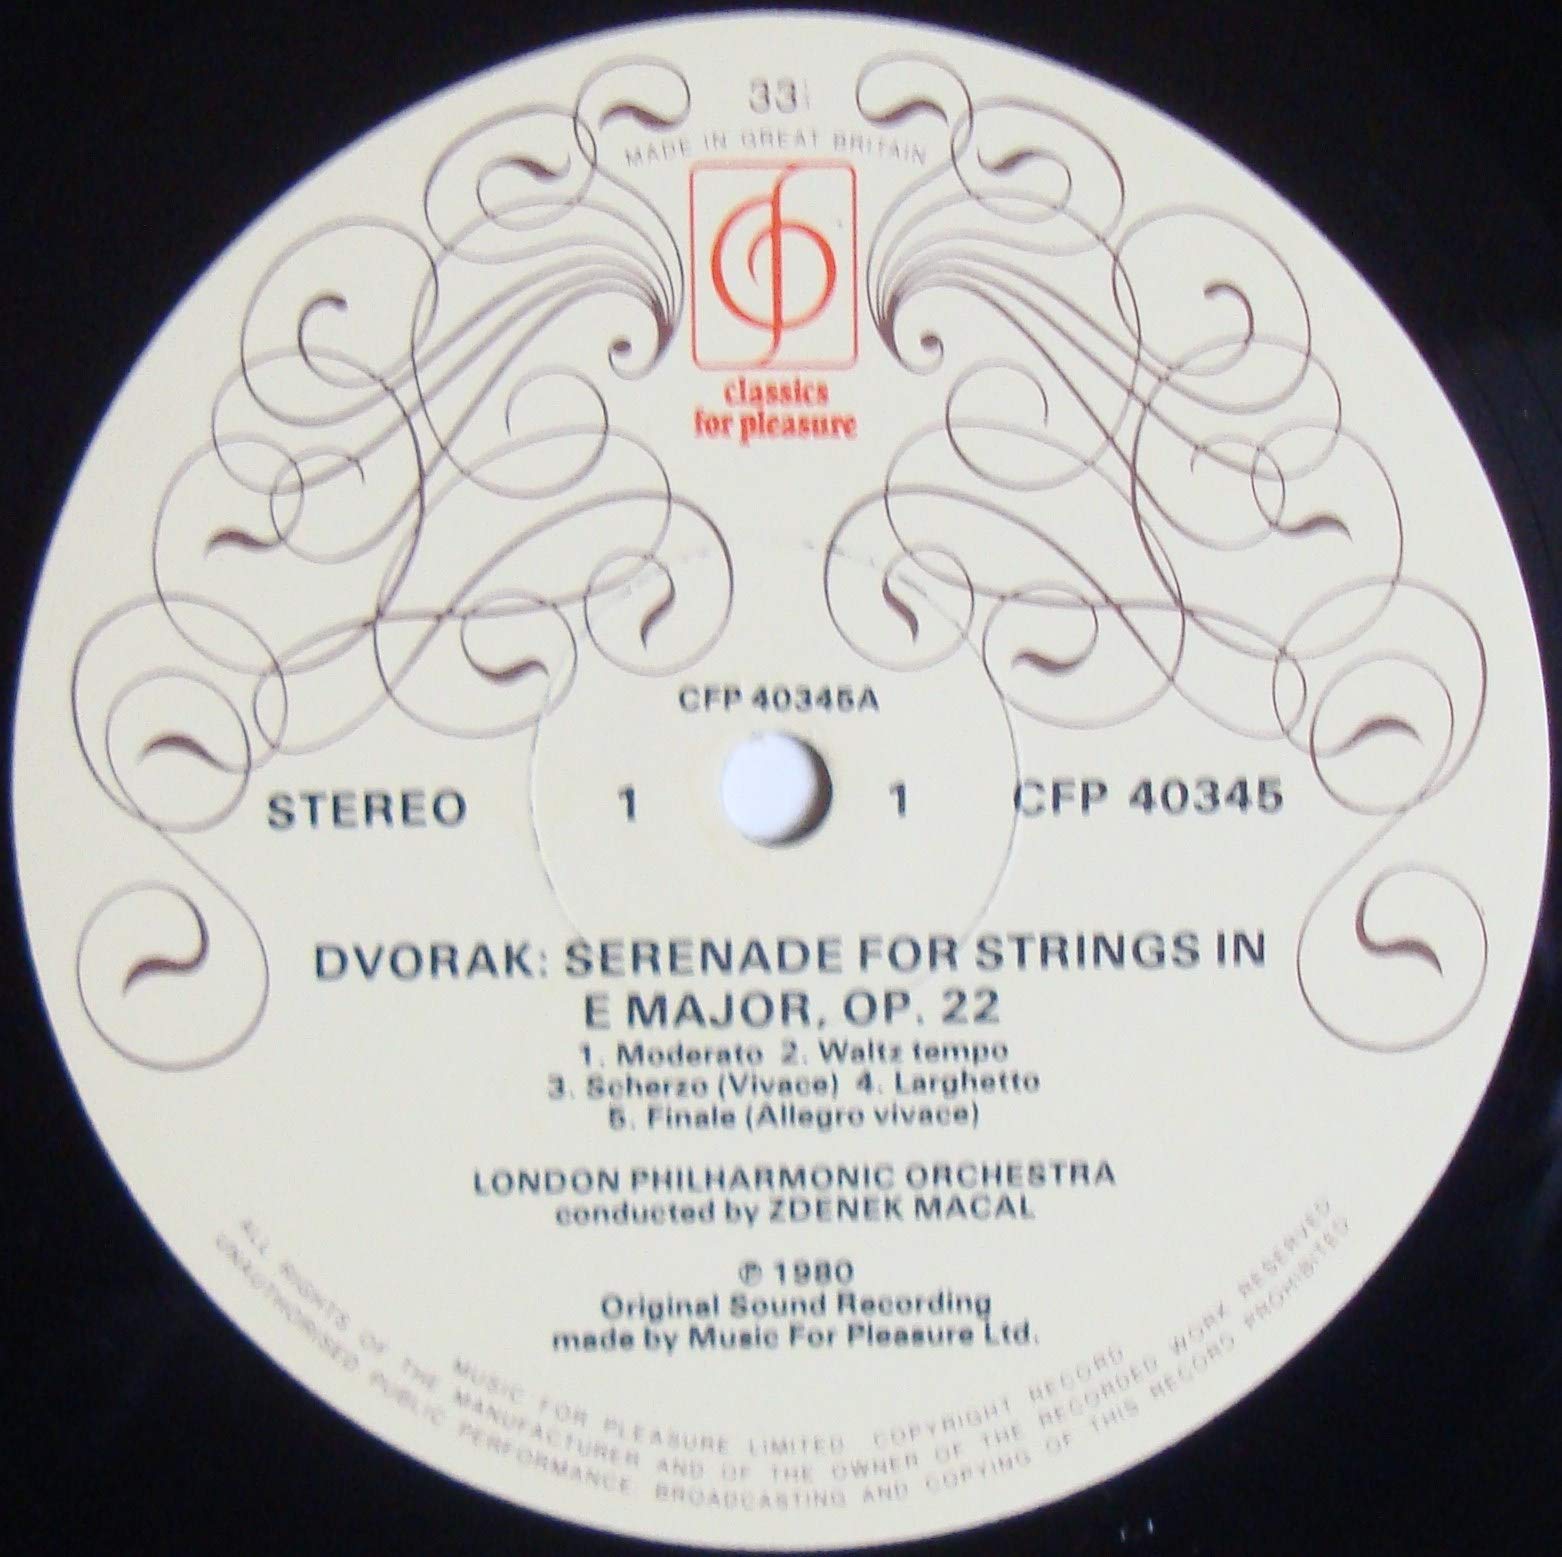 33⅓
MADE IN GREAT BRITAIN
classics
for pleasure
CFP 40345A
STEREO 1 1 CFP 40345
DVORAK: SERENADE FOR STRINGS IN
E MAJOR, OP. 22
1. Moderato 2. Waltz tempo
3. Scherzo (Vivace) 4. Larghetto
5. Finale (Allegro vivace)
LONDON PHILHARMONIC ORCHESTRA
conducted by ZDENEK MACAL
℗ 1980
Original Sound Recording
made by Music For Pleasure Ltd.
MUSIC FOR PLEASURE LIMITED. COPYRIGHT RECORD
ALL RIGHTS OF THE MANUFACTURER AND OF THE OWNER OF THE RECORDED WORK RESERVED
UNAUTHORISED PUBLIC PERFORMANCE, BROADCASTING AND COPYING OF THIS RECORD PROHIBITED